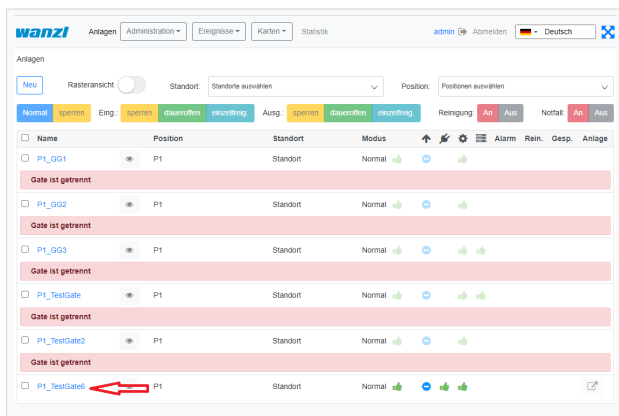 wanzl Anlagen Administration Ereignisse Karten Statistik admin Abmelden Deutsch
Anlagen
Neu Rasteransicht Standort: Standorte auswählen Position: Positionen auswählen
Normal sperren Eing.: sperren daueroffen einzelfreig. Ausg.: sperren daueroffen einzelfreig. Reinigung: An Aus Notfall: An Aus
Name Position Standort Modus Alarm Rein. Gesp. Anlage
P1_GG1 P1 Standort Normal
Gate ist getrennt
P1_GG2 P1 Standort Normal
Gate ist getrennt
P1_GG3 P1 Standort Normal
Gate ist getrennt
P1_TestGate P1 Standort Normal
Gate ist getrennt
P1_TestGate2 P1 Standort Normal
Gate ist getrennt
P1_TestGate6 P1 Standort Normal